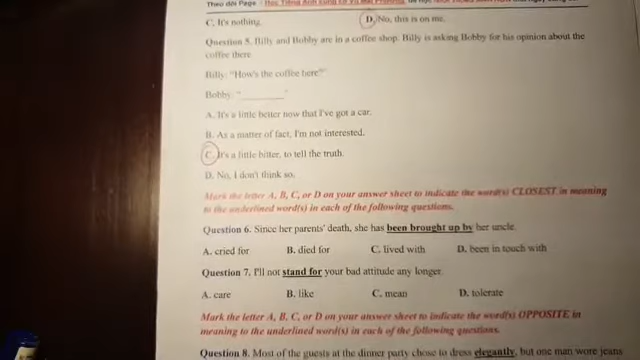 Theo dõi Page -
C. It's nothing.
D. No, this is on me.
Question 5. Billy and Bobby are in a coffee shop. Billy is asking Bobby for his opinion about the
coffee there.
Billy: "How's the coffee here?"
Bobby: "________"
A. It's a little better now that I've got a car.
B. As a matter of fact, I'm not interested.
C. It's a little bitter, to tell the truth.
D. No, I don't think so.
Mark the letter A, B, C, or D on your answer sheet to indicate the word(s) CLOSEST in meaning
to the underlined word(s) in each of the following questions.
Question 6. Since her parents' death, she has been brought up by her uncle.
A. cried for B. died for C. lived with D. been in touch with
Question 7. I'll not stand for your bad attitude any longer.
A. care B. like C. mean D. tolerate
Mark the letter A, B, C, or D on your answer sheet to indicate the word(s) OPPOSITE in
meaning to the underlined word(s) in each of the following questions.
Question 8. Most of the guests at the dinner party chose to dress elegantly, but one man wore jeans